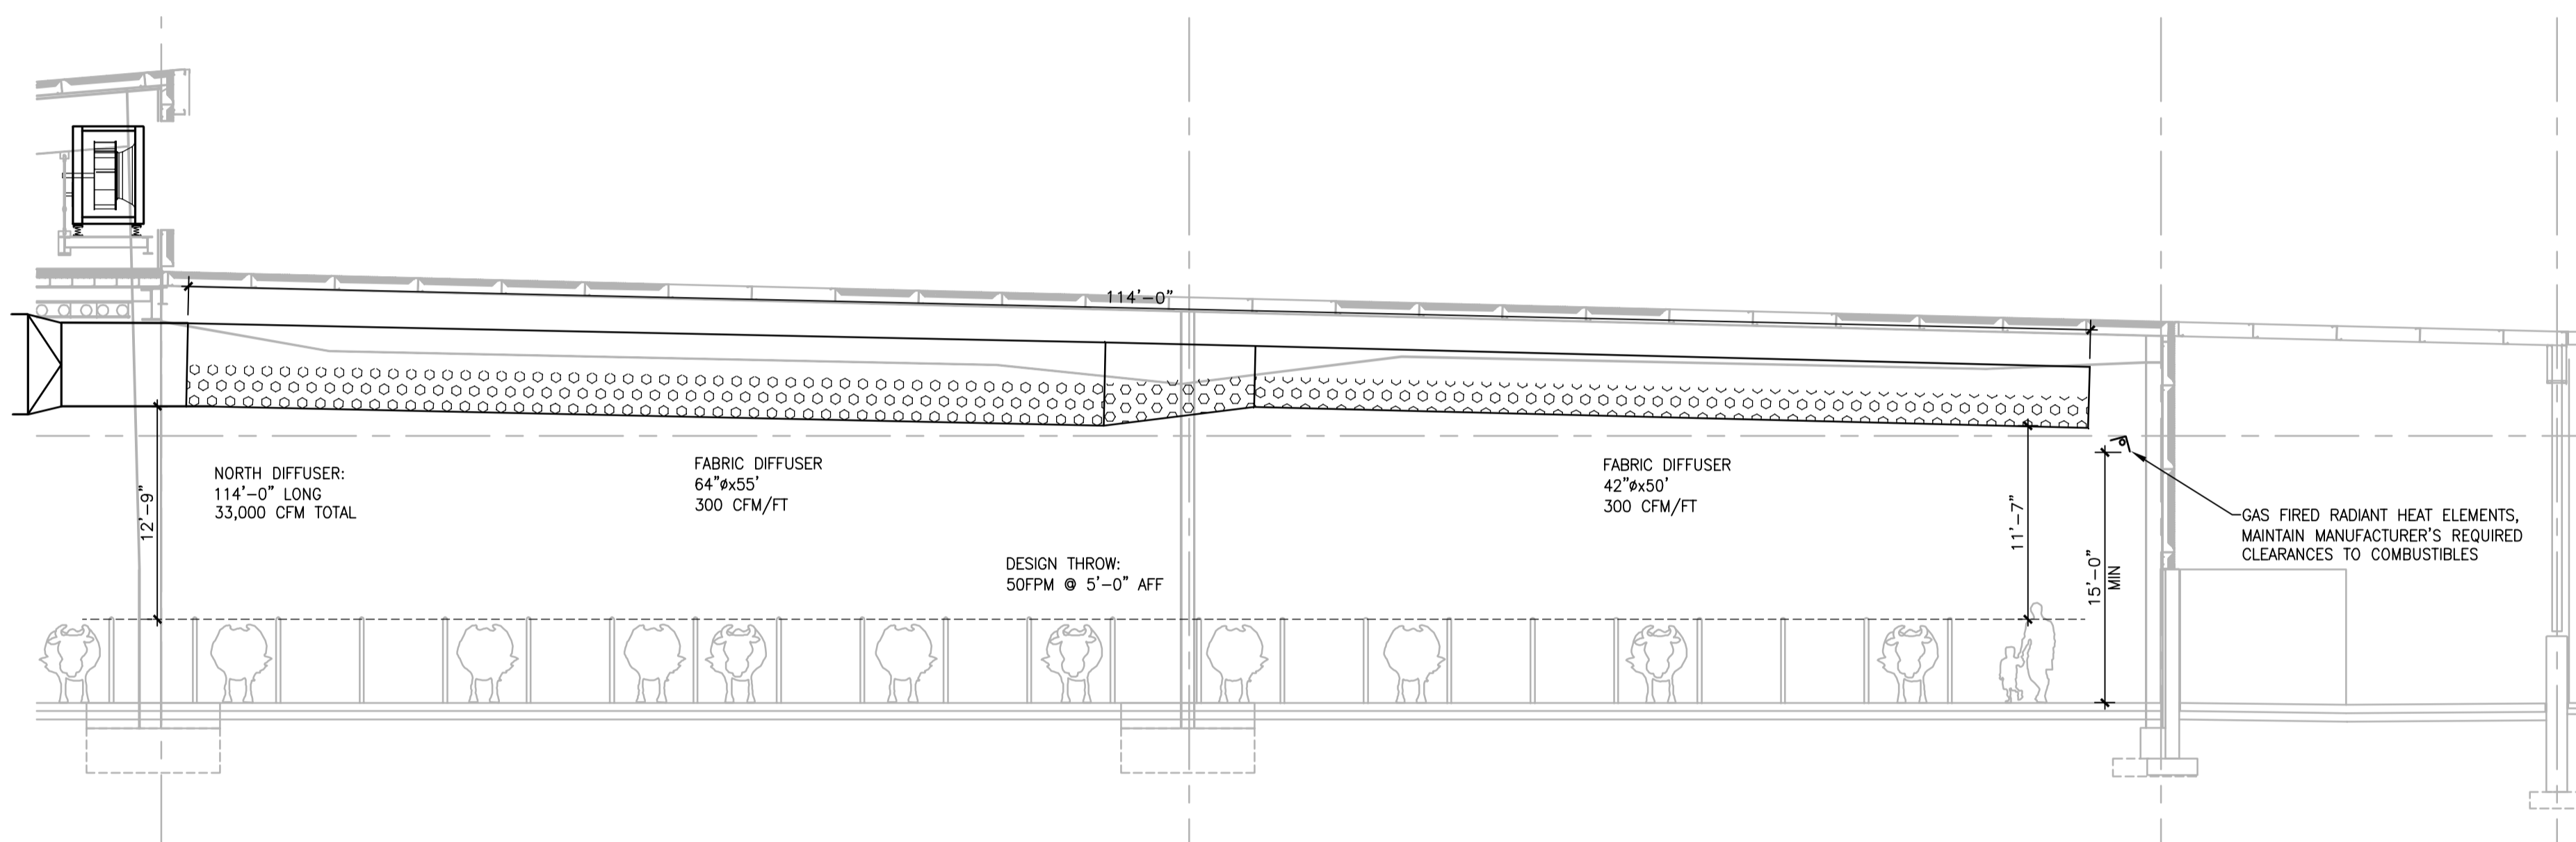 114'-0"
NORTH DIFFUSER:
114'-0" LONG
33,000 CFM TOTAL
12'-9"
FABRIC DIFFUSER
64"øx55'
300 CFM/FT
DESIGN THROW:
50FPM @ 5'-0" AFF
FABRIC DIFFUSER
42"øx50'
300 CFM/FT
11'-7"
15'-0"
MIN
GAS FIRED RADIANT HEAT ELEMENTS,
MAINTAIN MANUFACTURER'S REQUIRED
CLEARANCES TO COMBUSTIBLES